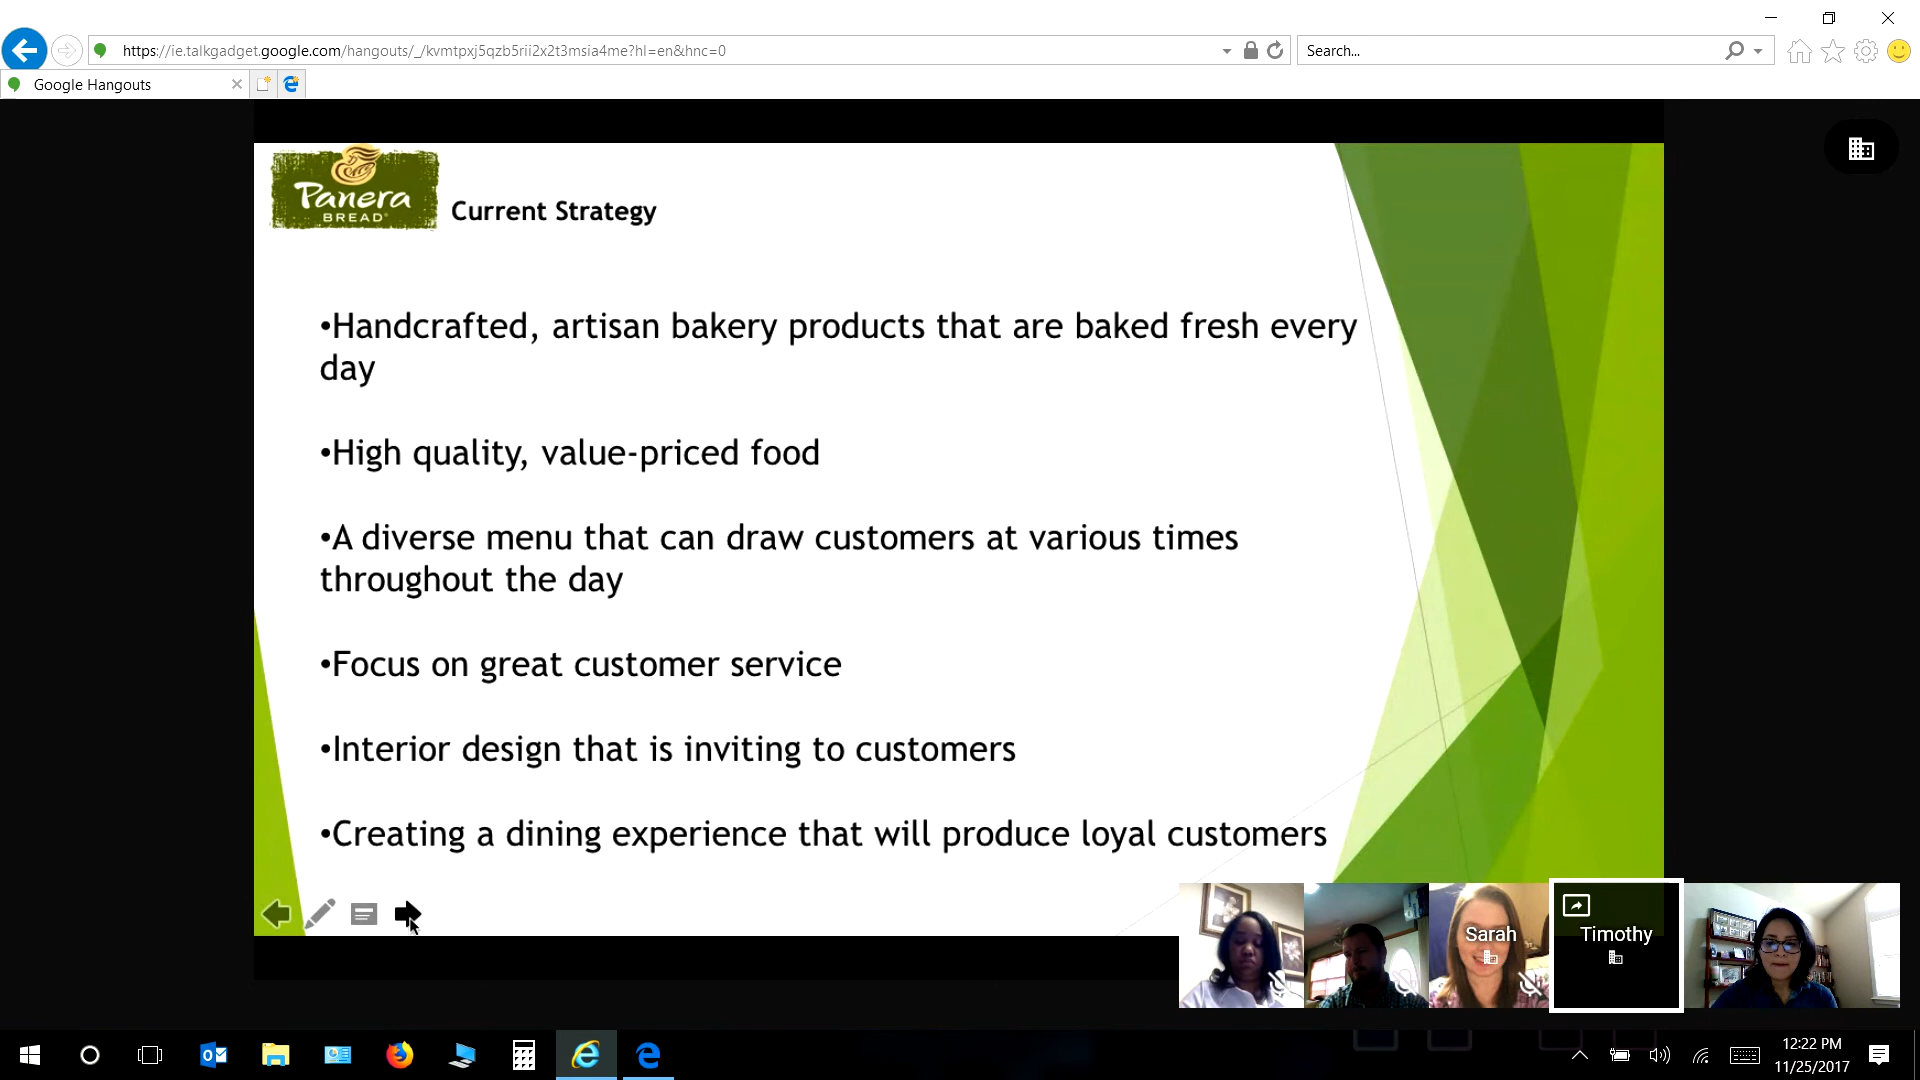 https://ie.talkgadget.google.com/hangouts/_/kvmtpxj5qzb5rii2x2t3msia4me?hl=en&hnc=0
Search...
Google Hangouts
Panera
BREAD
Current Strategy
•Handcrafted, artisan bakery products that are baked fresh every
day
•High quality, value-priced food
•A diverse menu that can draw customers at various times
throughout the day
•Focus on great customer service
•Interior design that is inviting to customers
•Creating a dining experience that will produce loyal customers
Sarah
Timothy
12:22 PM
11/25/2017